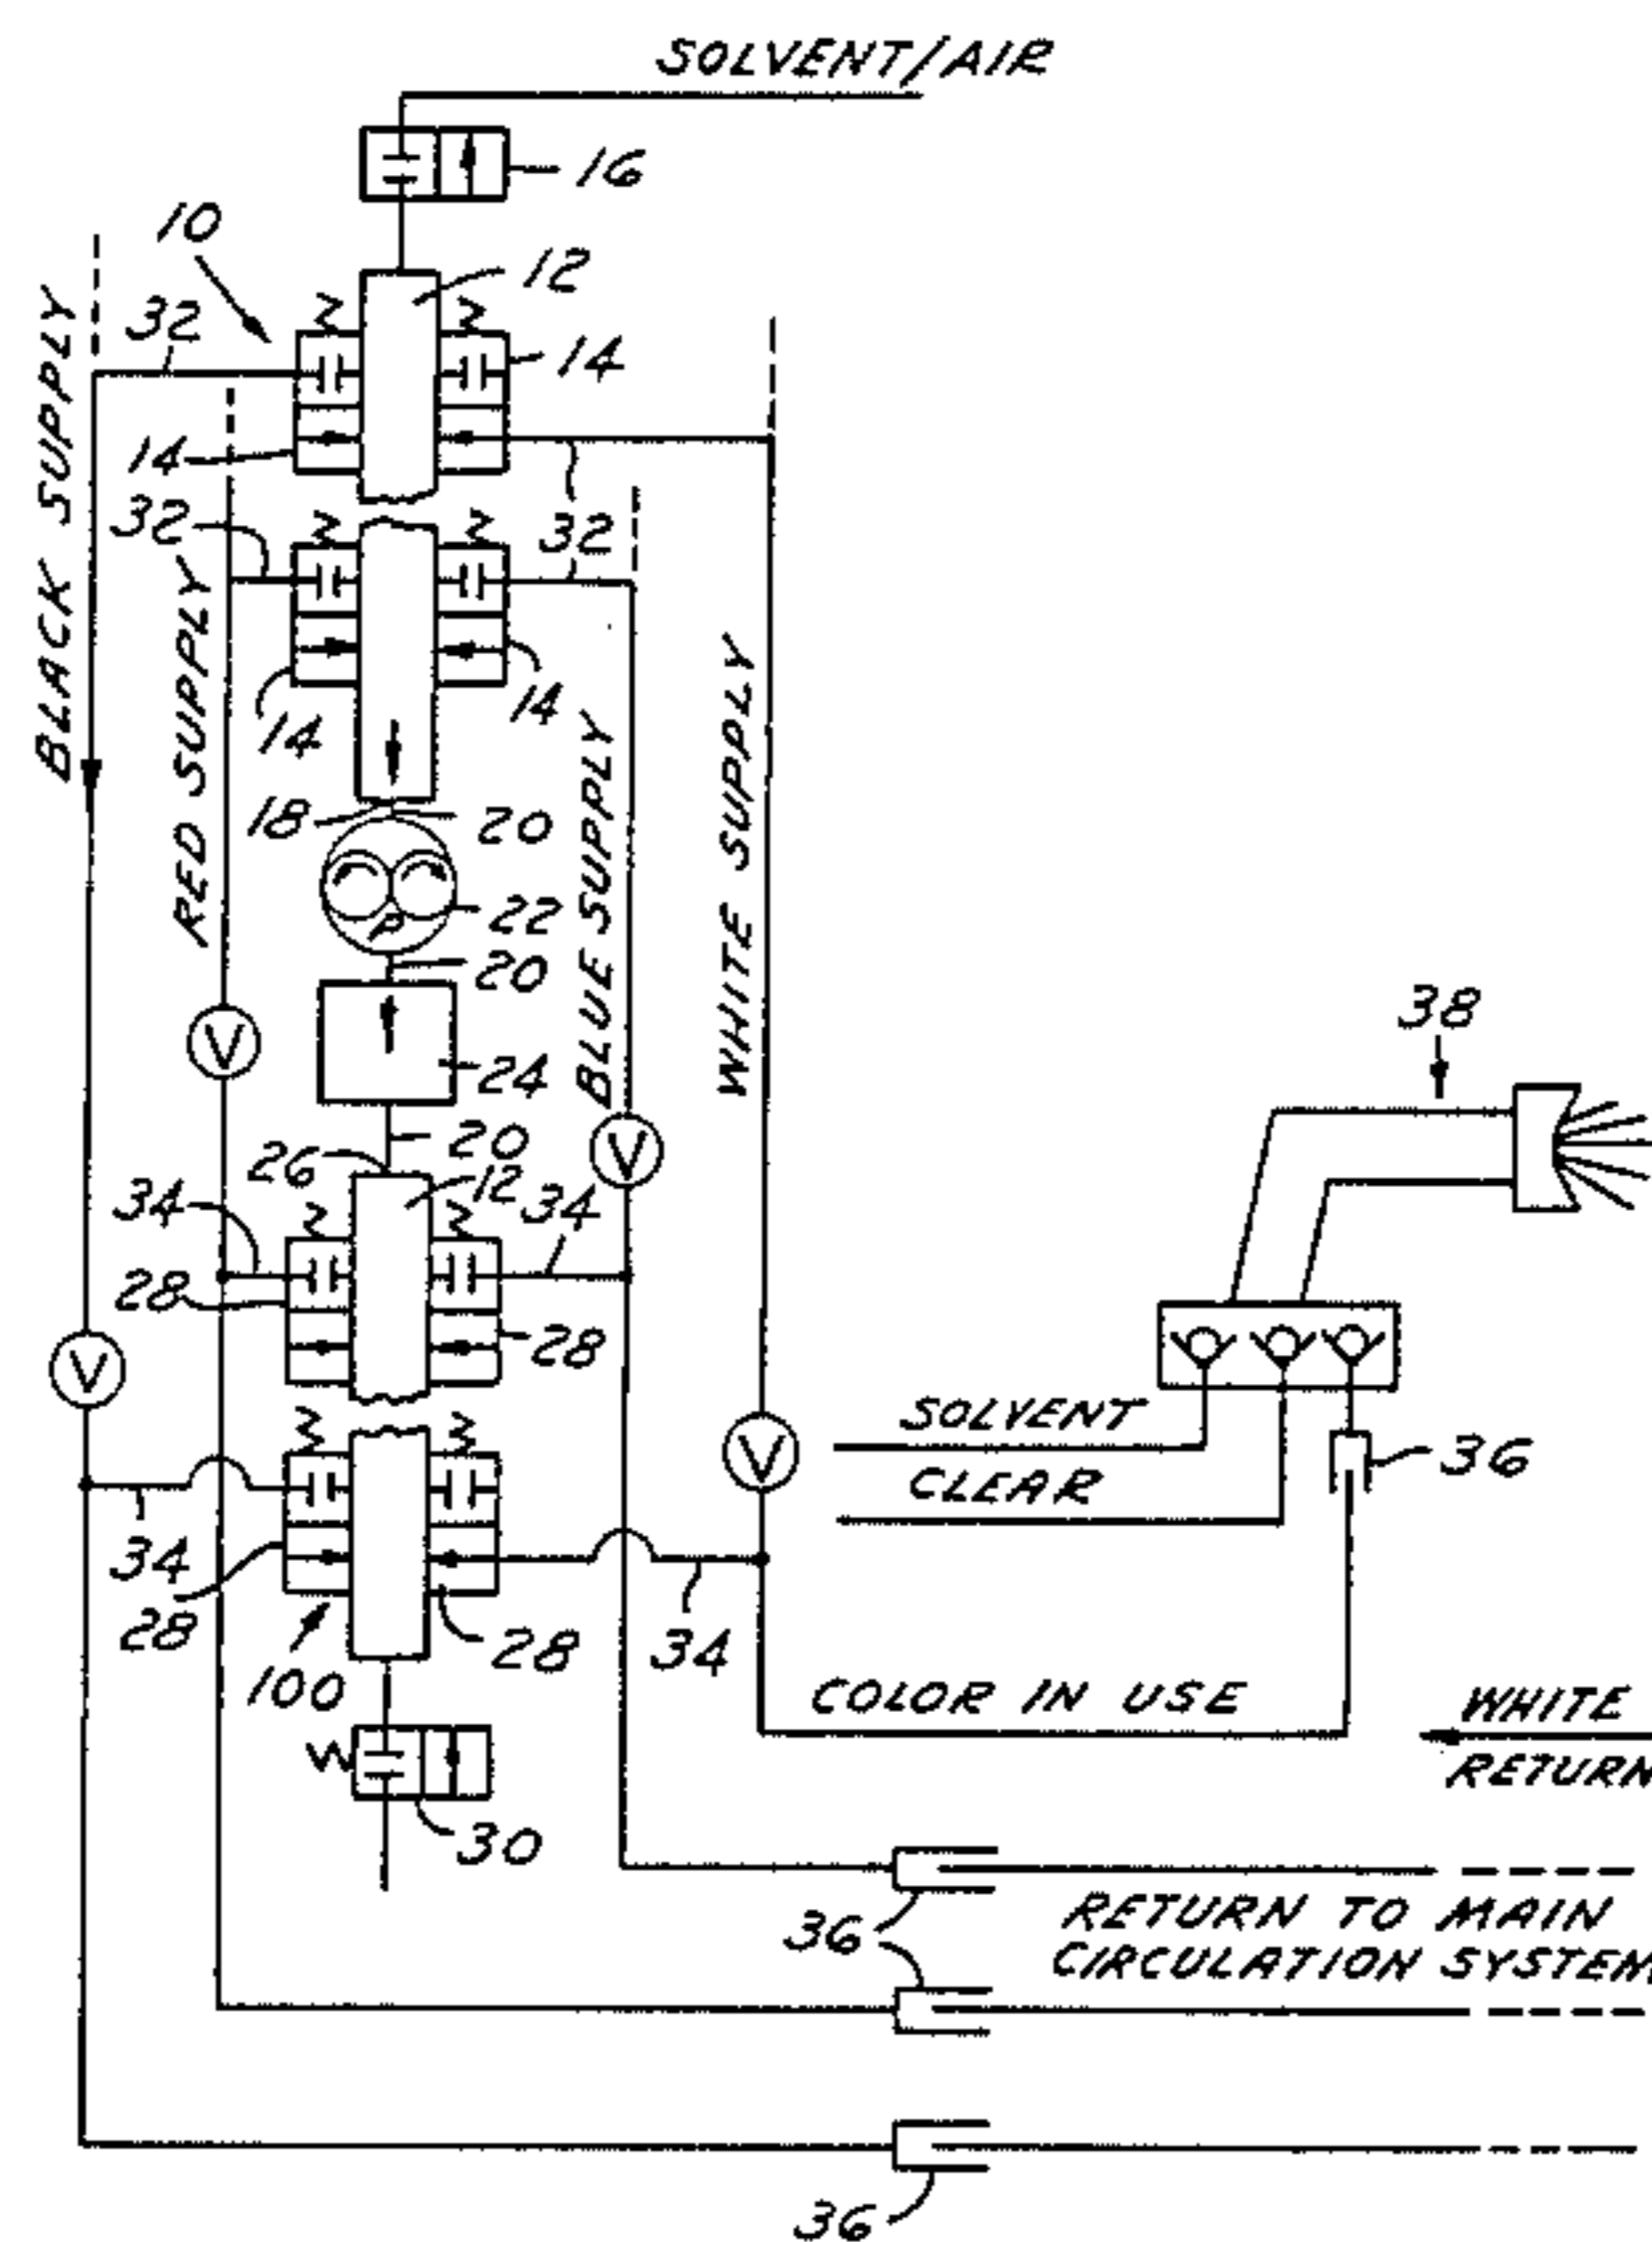 SOLVENT/AIR
16
10
12
32
14
BLACK SUPPLY
14
32
32
RED SUPPLY
14
14
BLUE SUPPLY
WHITE SUPPLY
18
20
22
P
20
V
24
38
20
V
26
12
34
34
28
28
V
SOLVENT
V
36
CLEAR
34
28
28
34
100
COLOR IN USE
WHITE
RETURN
30
36
RETURN TO MAIN
CIRCULATION SYSTEM
36